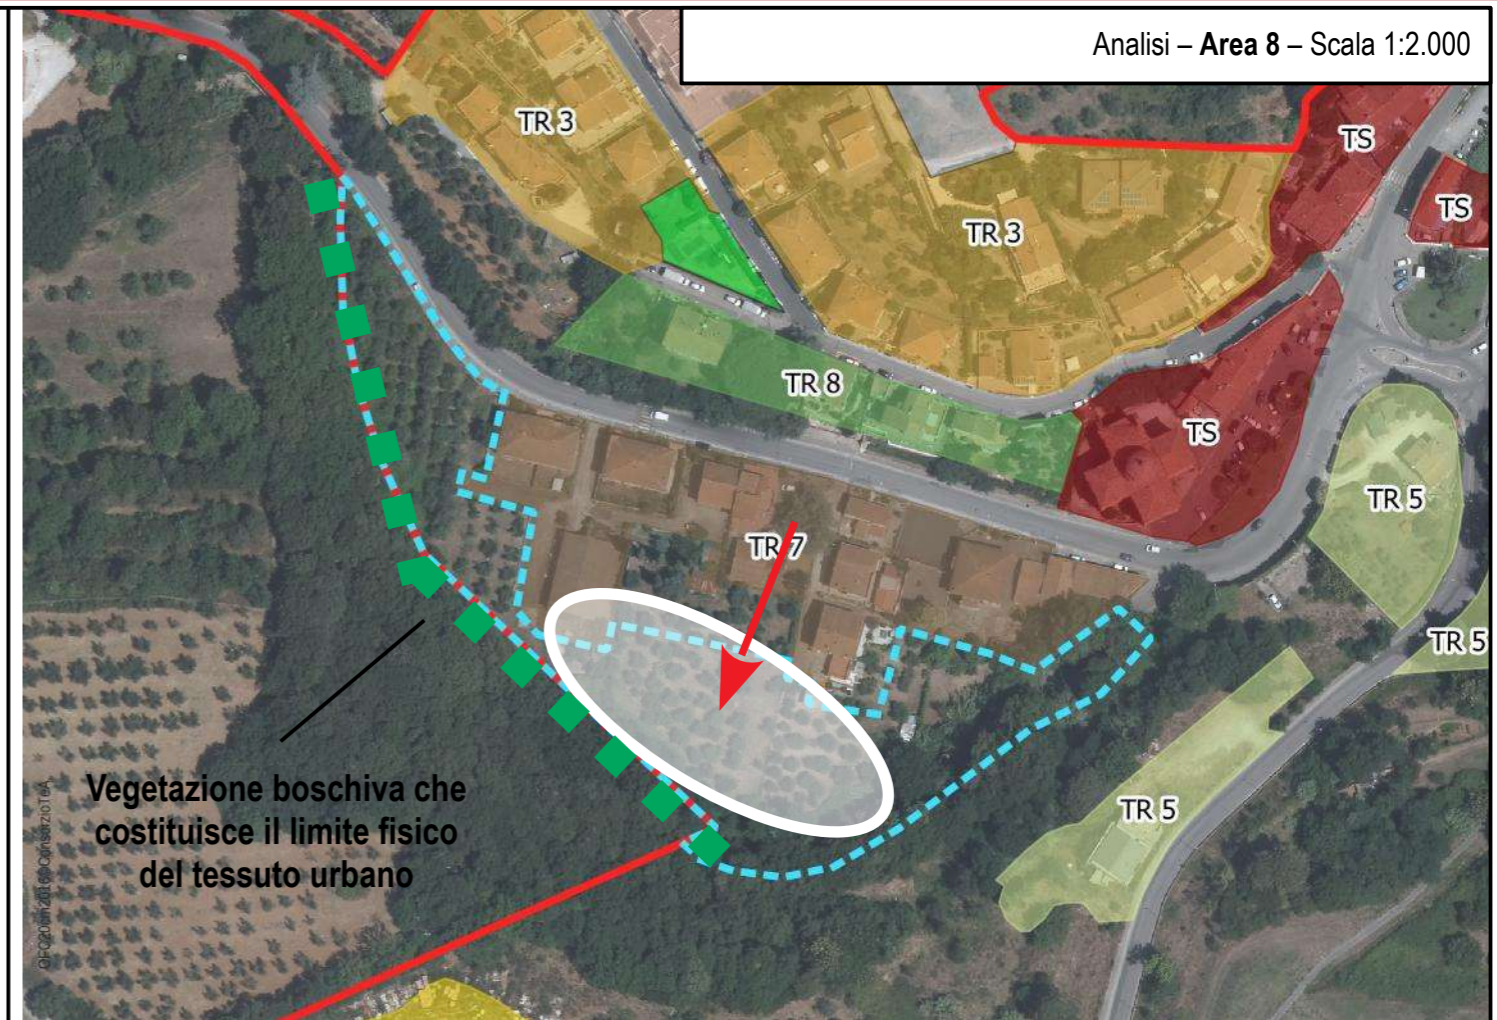 Analisi – Area 8 – Scala 1:2.000
TR 3
TS
TS
TR 3
TR 8
TS
TR 5
TR 7
TR 5
Vegetazione boschiva che
costituisce il limite fisico
del tessuto urbano
TR 5